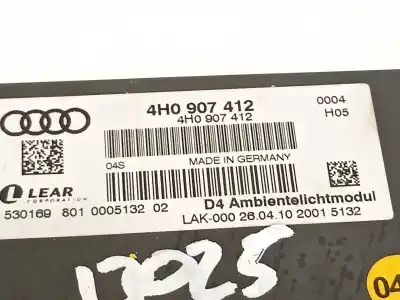 4H0 907 412
4H0 907 412
0004
H05
04S
MADE IN GERMANY
LEAR
CORPORATION
530169 801 0005132 02
D4 Ambientelichtmodul
LAK-000 26.04.10 2001 5132
04